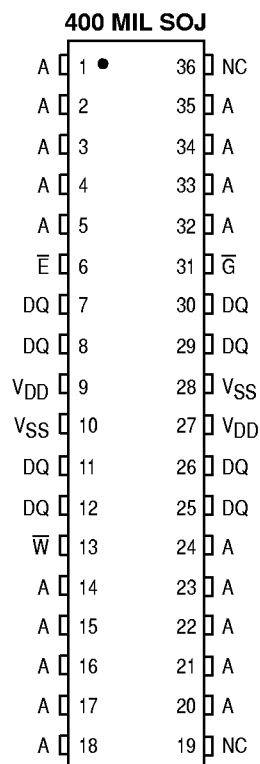 400 MIL SOJ
A 1 36 NC
A 2 35 A
A 3 34 A
A 4 33 A
A 5 32 A
E̅ 6 31 G̅
DQ 7 30 DQ
DQ 8 29 DQ
VDD 9 28 VSS
VSS 10 27 VDD
DQ 11 26 DQ
DQ 12 25 DQ
W̅ 13 24 A
A 14 23 A
A 15 22 A
A 16 21 A
A 17 20 A
A 18 19 NC